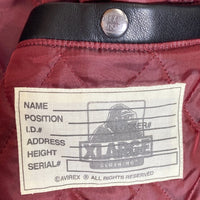 NAME
POSITION
I.D.#
ADDRESS
HEIGHT
SERIAL#
XLARGE
©AVIREX ® ALL RIGHTS RESERVED